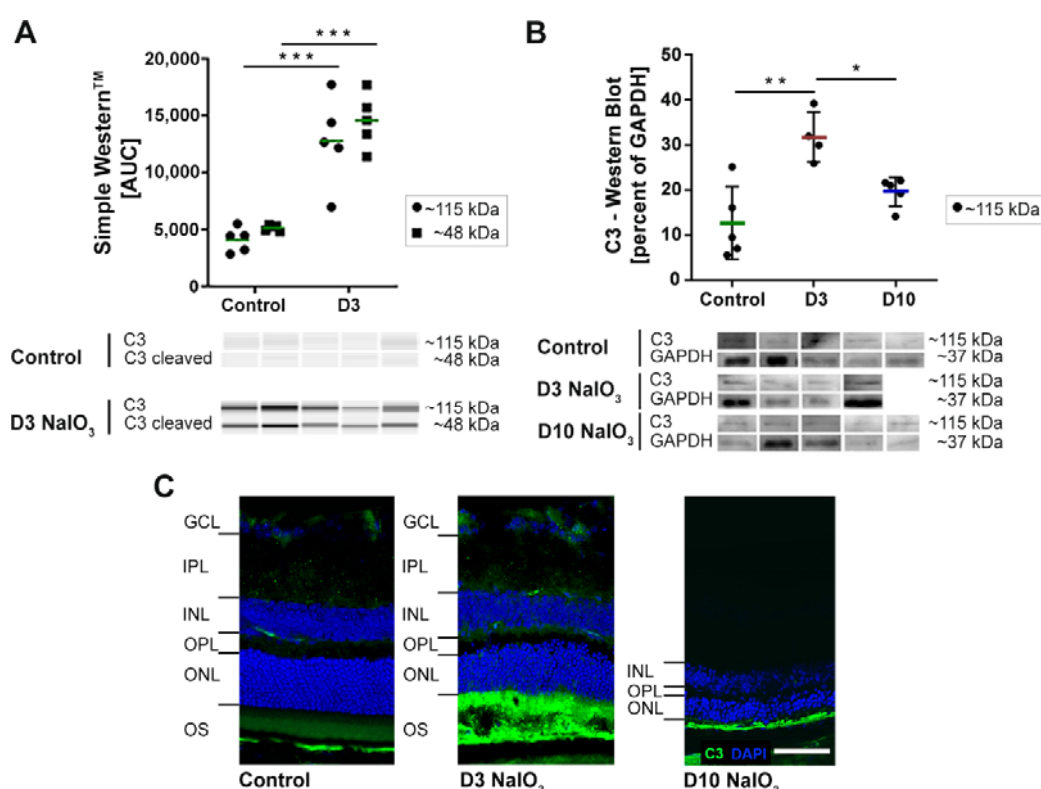 A
* * *
* * *
Simple Western™
[AUC]
20,000
15,000
10,000
5,000
0
Control
D3
~115 kDa
~48 kDa
Control
C3
~115 kDa
C3 cleaved
~48 kDa
D3 NaIO3
C3
~115 kDa
C3 cleaved
~48 kDa
B
* *
*
C3 - Western Blot
[percent of GAPDH]
50
40
30
20
10
0
Control
D3
D10
~115 kDa
Control
C3
~115 kDa
GAPDH
~37 kDa
D3 NaIO3
C3
~115 kDa
GAPDH
~37 kDa
D10 NaIO3
C3
~115 kDa
GAPDH
~37 kDa
C
GCL
IPL
INL
OPL
ONL
OS
Control
GCL
IPL
INL
OPL
ONL
OS
D3 NaIO3
INL
OPL
ONL
C3 DAPI
D10 NaIO3